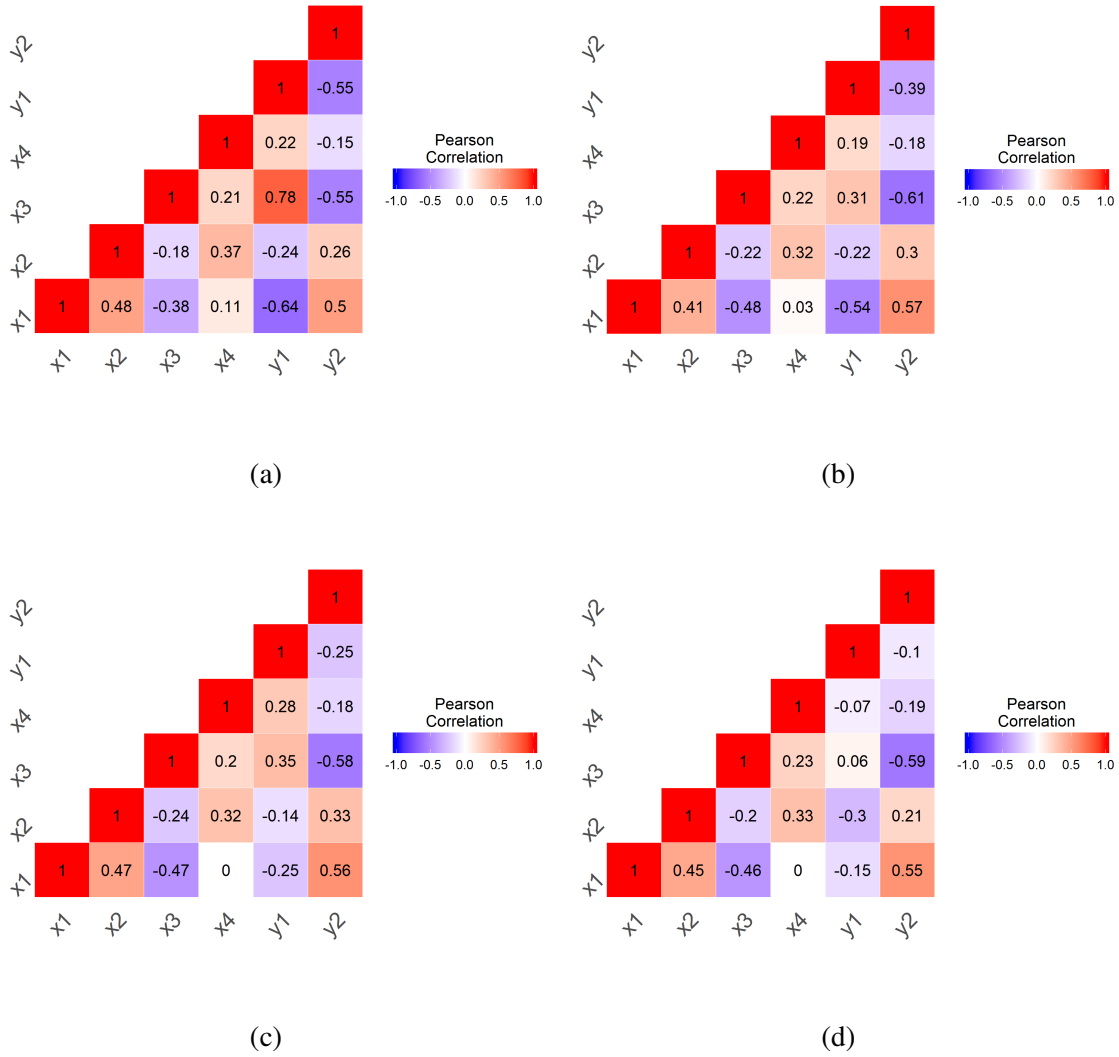 y2 1
y1 1 -0.55
x4 1 0.22 -0.15
x3 1 0.21 0.78 -0.55
x2 1 -0.18 0.37 -0.24 0.26
x1 1 0.48 -0.38 0.11 -0.64 0.5
x1 x2 x3 x4 y1 y2
Pearson
Correlation
-1.0 -0.5 0.0 0.5 1.0
(a)
y2 1
y1 1 -0.39
x4 1 0.19 -0.18
x3 1 0.22 0.31 -0.61
x2 1 -0.22 0.32 -0.22 0.3
x1 1 0.41 -0.48 0.03 -0.54 0.57
x1 x2 x3 x4 y1 y2
Pearson
Correlation
-1.0 -0.5 0.0 0.5 1.0
(b)
y2 1
y1 1 -0.25
x4 1 0.28 -0.18
x3 1 0.2 0.35 -0.58
x2 1 -0.24 0.32 -0.14 0.33
x1 1 0.47 -0.47 0 -0.25 0.56
x1 x2 x3 x4 y1 y2
Pearson
Correlation
-1.0 -0.5 0.0 0.5 1.0
(c)
y2 1
y1 1 -0.1
x4 1 -0.07 -0.19
x3 1 0.23 0.06 -0.59
x2 1 -0.2 0.33 -0.3 0.21
x1 1 0.45 -0.46 0 -0.15 0.55
x1 x2 x3 x4 y1 y2
Pearson
Correlation
-1.0 -0.5 0.0 0.5 1.0
(d)